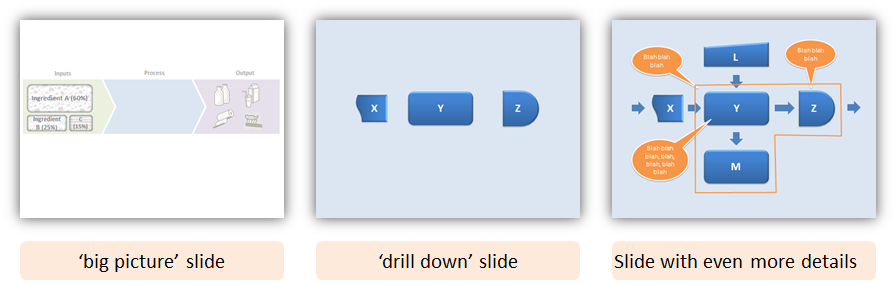 Inputs
Process
Output
Ingredient A (60%)
Ingredient
B (25%)
C
(15%)
X
Y
Z
Blah blah
blah
L
Blah blah
blah
X
Y
Z
Blah blah
blah, blah,
blah, blah
blah
M
‘big picture’ slide
‘drill down’ slide
Slide with even more details